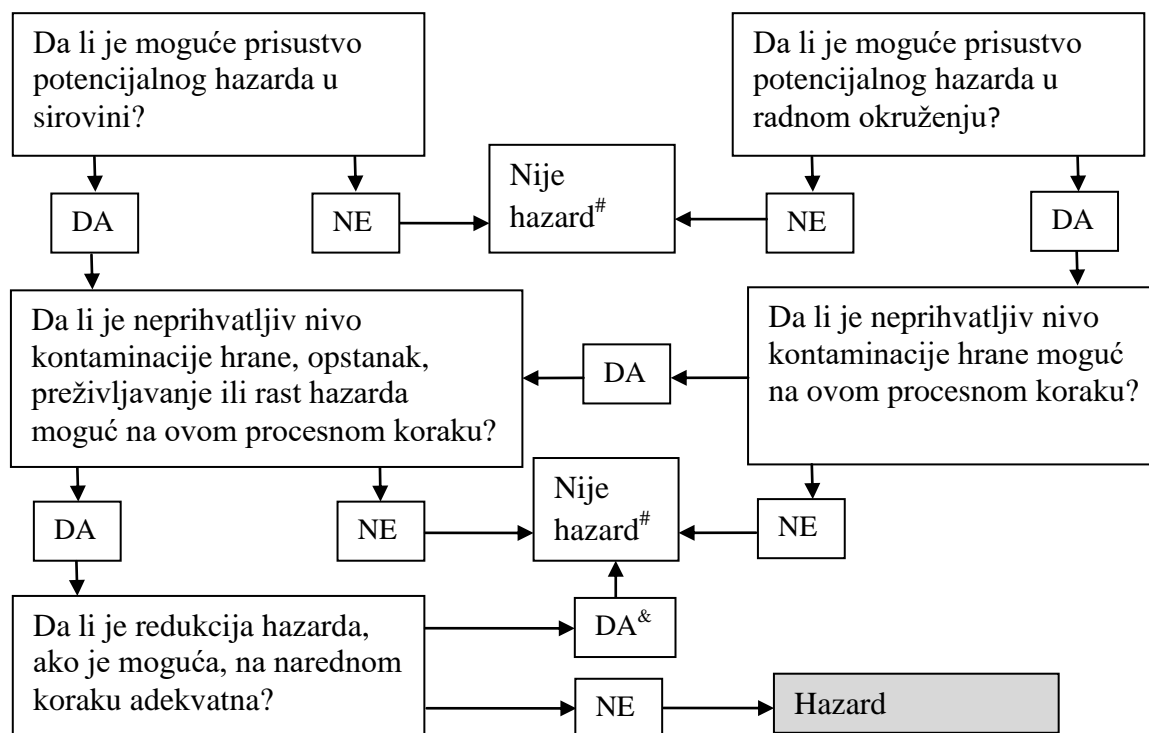 Da li je moguće prisustvo
potencijalnog hazarda u
sirovini?
Da li je moguće prisustvo
potencijalnog hazarda u
radnom okruženju?
DA
NE
Nije
hazard#
NE
DA
Da li je neprihvatljiv nivo
kontaminacije hrane, opstanak,
preživljavanje ili rast hazarda
moguć na ovom procesnom koraku?
DA
Da li je neprihvatljiv nivo
kontaminacije hrane moguć
na ovom procesnom koraku?
DA
NE
Nije
hazard#
NE
Da li je redukcija hazarda,
ako je moguća, na narednom
koraku adekvatna?
DA&
NE
Hazard